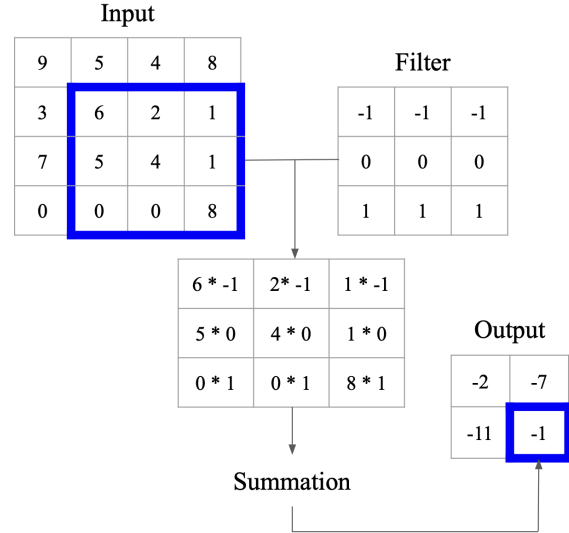 Input
9 5 4 8
3 6 2 1
7 5 4 1
0 0 0 8
Filter
-1 -1 -1
0 0 0
1 1 1
6 * -1 2* -1 1 * -1
5 * 0 4 * 0 1 * 0
0 * 1 0 * 1 8 * 1
Summation
Output
-2 -7
-11 -1